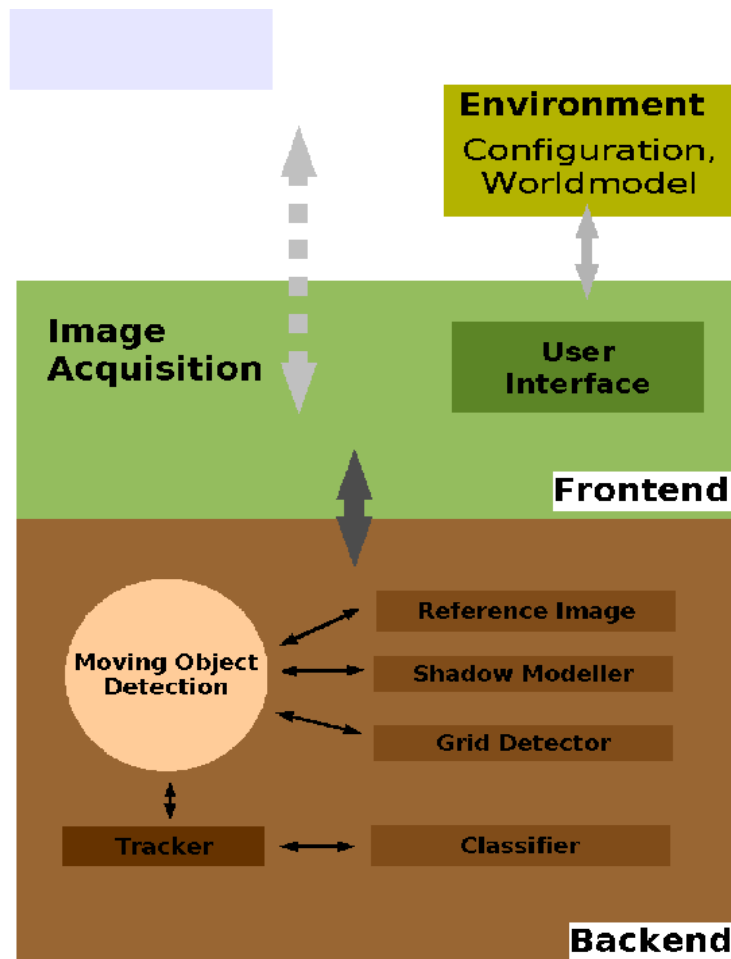 Environment
Configuration,
Worldmodel
Image
Acquisition
User
Interface
Frontend
Moving Object
Detection
Reference Image
Shadow Modeller
Grid Detector
Tracker
Classifier
Backend